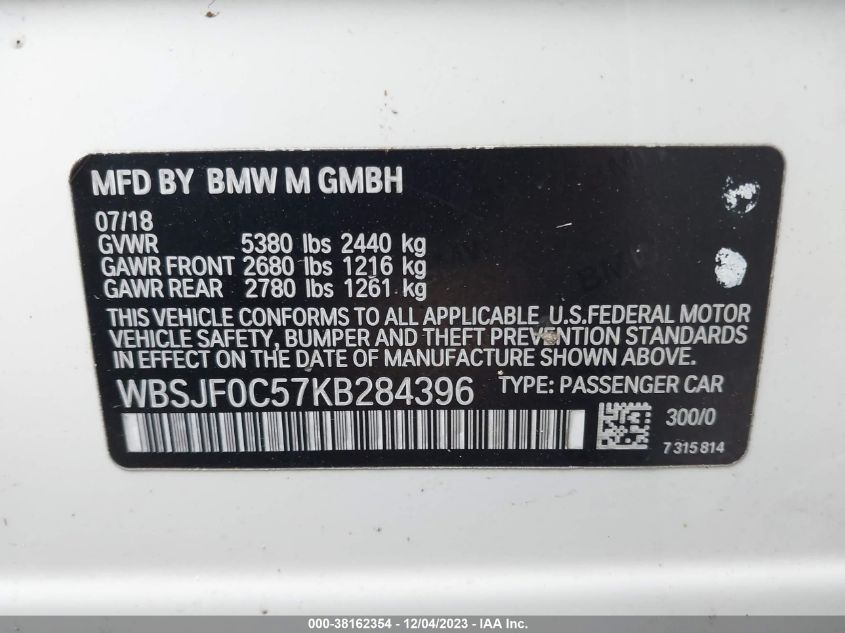 MFD BY BMW M GMBH
07/18
GVWR 5380 lbs 2440 kg
GAWR FRONT 2680 lbs 1216 kg
GAWR REAR 2780 lbs 1261 kg
THIS VEHICLE CONFORMS TO ALL APPLICABLE U.S.FEDERAL MOTOR
VEHICLE SAFETY, BUMPER AND THEFT PREVENTION STANDARDS
IN EFFECT ON THE DATE OF MANUFACTURE SHOWN ABOVE.
WBSJF0C57KB284396 TYPE: PASSENGER CAR
300/0
7 315 814
000-38162354 - 12/04/2023 - IAA Inc.